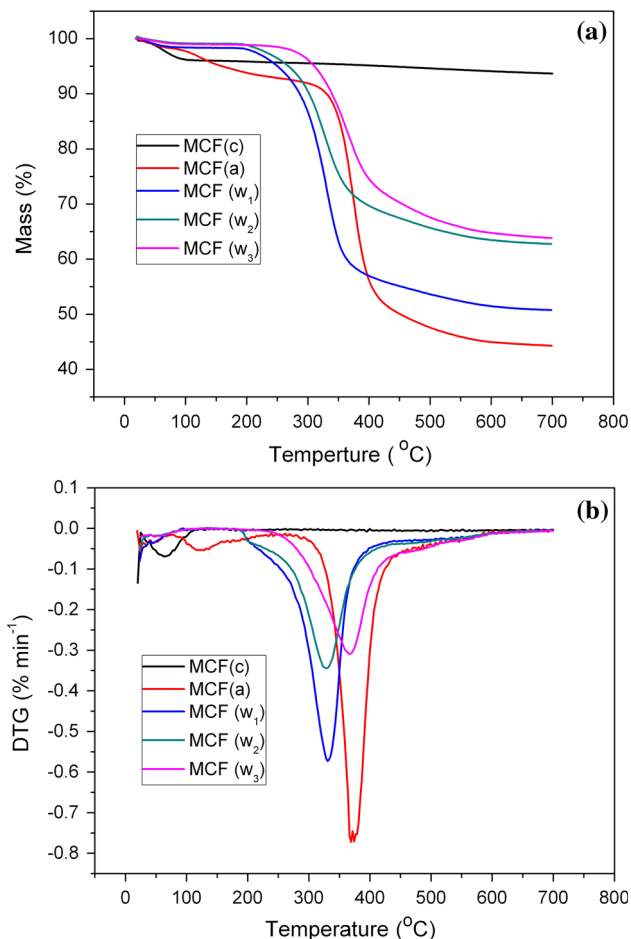 (a)
Mass (%)
100
90
80
70
60
50
40
MCF(c)
MCF(a)
MCF (w₁)
MCF (w₂)
MCF (w₃)
0 100 200 300 400 500 600 700 800
Temperture ( °C)
(b)
DTG (% min⁻¹)
0.1
0.0
-0.1
-0.2
-0.3
-0.4
-0.5
-0.6
-0.7
-0.8
MCF(c)
MCF(a)
MCF (w₁)
MCF (w₂)
MCF (w₃)
0 100 200 300 400 500 600 700 800
Temperature (°C)